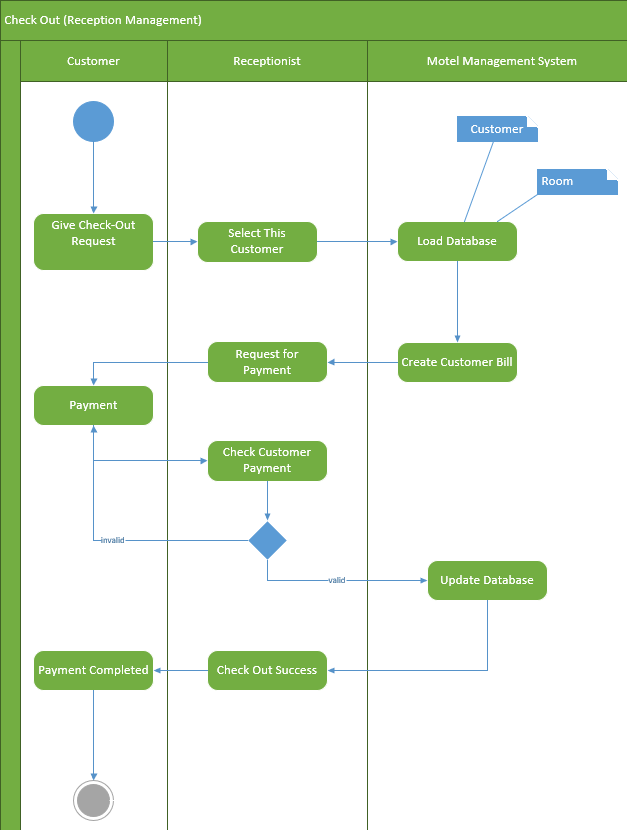 Check Out (Reception Management)
Customer
Receptionist
Motel Management System
Customer
Room
Give Check-Out
Request
Select This
Customer
Load Database
Request for
Payment
Create Customer Bill
Payment
Check Customer
Payment
invalid
valid
Update Database
Payment Completed
Check Out Success